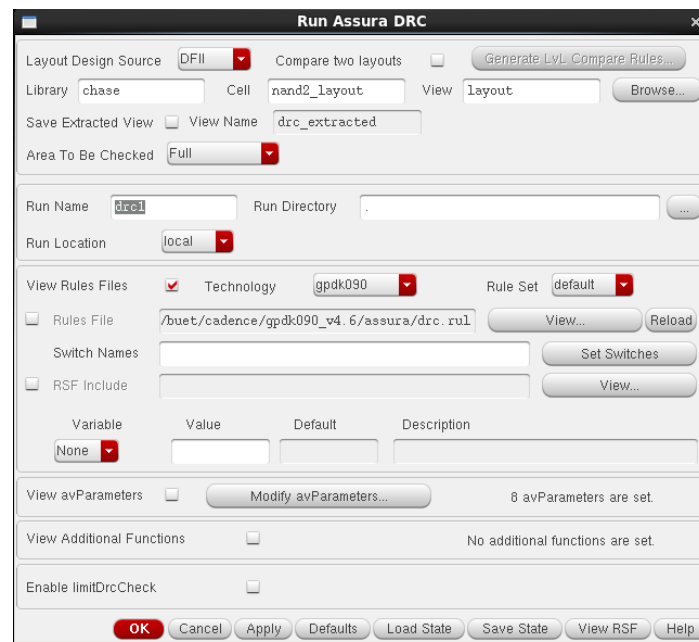 Run Assura DRC
Layout Design Source DFII Compare two layouts Generate LvL Compare Rules...
Library chase Cell nand2_layout View layout Browse...
Save Extracted View View Name drc_extracted
Area To Be Checked Full
Run Name drc1 Run Directory . ...
Run Location local
View Rules Files Technology gpdk090 Rule Set default
Rules File /buet/cadence/gpdk090_v4.6/assura/drc.rul View... Reload
Switch Names Set Switches
RSF Include View...
Variable Value Default Description
None
View avParameters Modify avParameters... 8 avParameters are set.
View Additional Functions No additional functions are set.
Enable limitDrcCheck
OK Cancel Apply Defaults Load State Save State View RSF Help